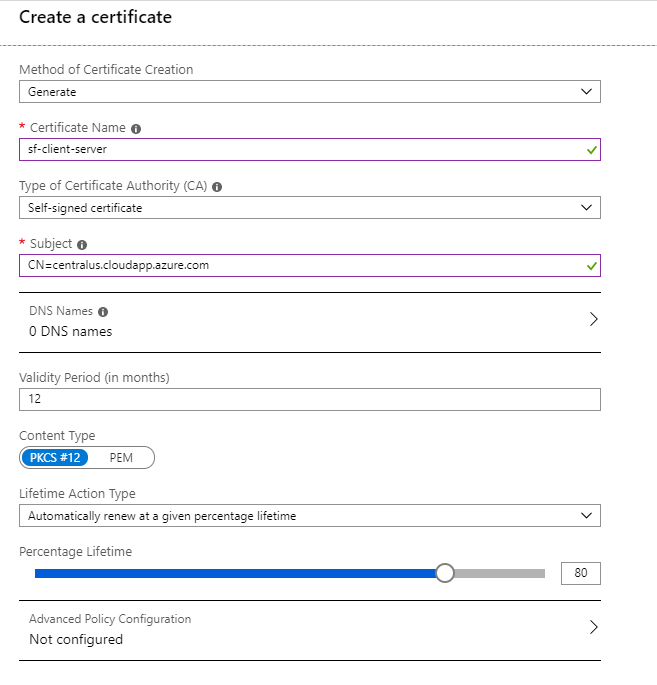 Create a certificate
Method of Certificate Creation
Generate
* Certificate Name
sf-client-server
Type of Certificate Authority (CA)
Self-signed certificate
* Subject
CN=centralus.cloudapp.azure.com
DNS Names
0 DNS names
Validity Period (in months)
12
Content Type
PKCS #12 PEM
Lifetime Action Type
Automatically renew at a given percentage lifetime
Percentage Lifetime
80
Advanced Policy Configuration
Not configured